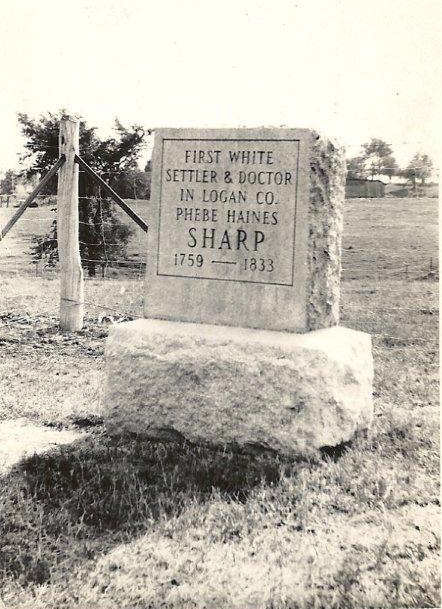 FIRST WHITE
SETTLER & DOCTOR
IN LOGAN CO.
PHEBE HAINES
SHARP
1759 — 1833